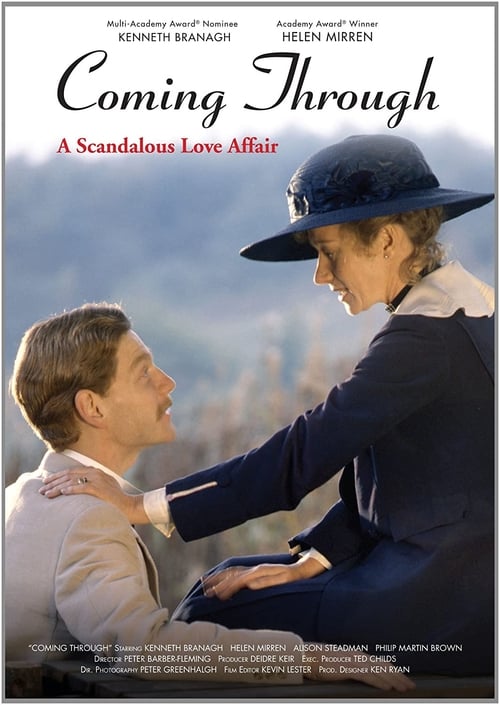 Multi-Academy Award® Nominee
KENNETH BRANAGH
Academy Award® Winner
HELEN MIRREN
Coming Through
A Scandalous Love Affair
"COMING THROUGH" STARRING KENNETH BRANAGH HELEN MIRREN ALISON STEADMAN PHILIP MARTIN BROWN
DIRECTOR PETER BARBER-FLEMING PRODUCER DEIDRE KEIR EXEC. PRODUCER TED CHILDS
DIR. PHOTOGRAPHY PETER GREENHALGH FILM EDITOR KEVIN LESTER PROD. DESIGNER KEN RYAN